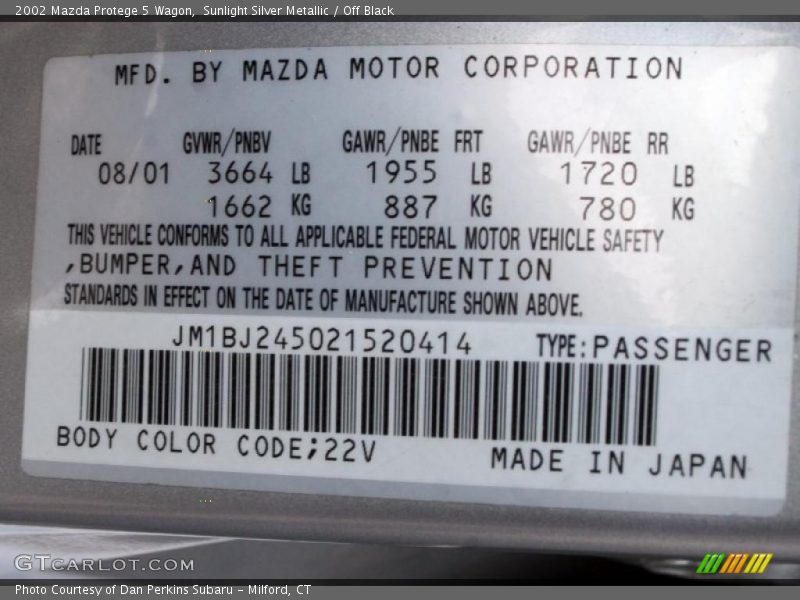 2002 Mazda Protege 5 Wagon,  Sunlight Silver Metallic / Off Black
MFD. BY MAZDA MOTOR CORPORATION
DATE GVWR/PNBV GAWR/PNBE FRT GAWR/PNBE RR
08/01 3664 LB 1955 LB 1720 LB
1662 KG 887 KG 780 KG
THIS VEHICLE CONFORMS TO ALL APPLICABLE FEDERAL MOTOR VEHICLE SAFETY
,BUMPER,AND THEFT PREVENTION
STANDARDS IN EFFECT ON THE DATE OF MANUFACTURE SHOWN ABOVE.
JM1BJ245021520414 TYPE:PASSENGER
BODY COLOR CODE;22V MADE IN JAPAN
GTCARLOT.COM
Photo Courtesy of Dan Perkins Subaru – Milford, CT